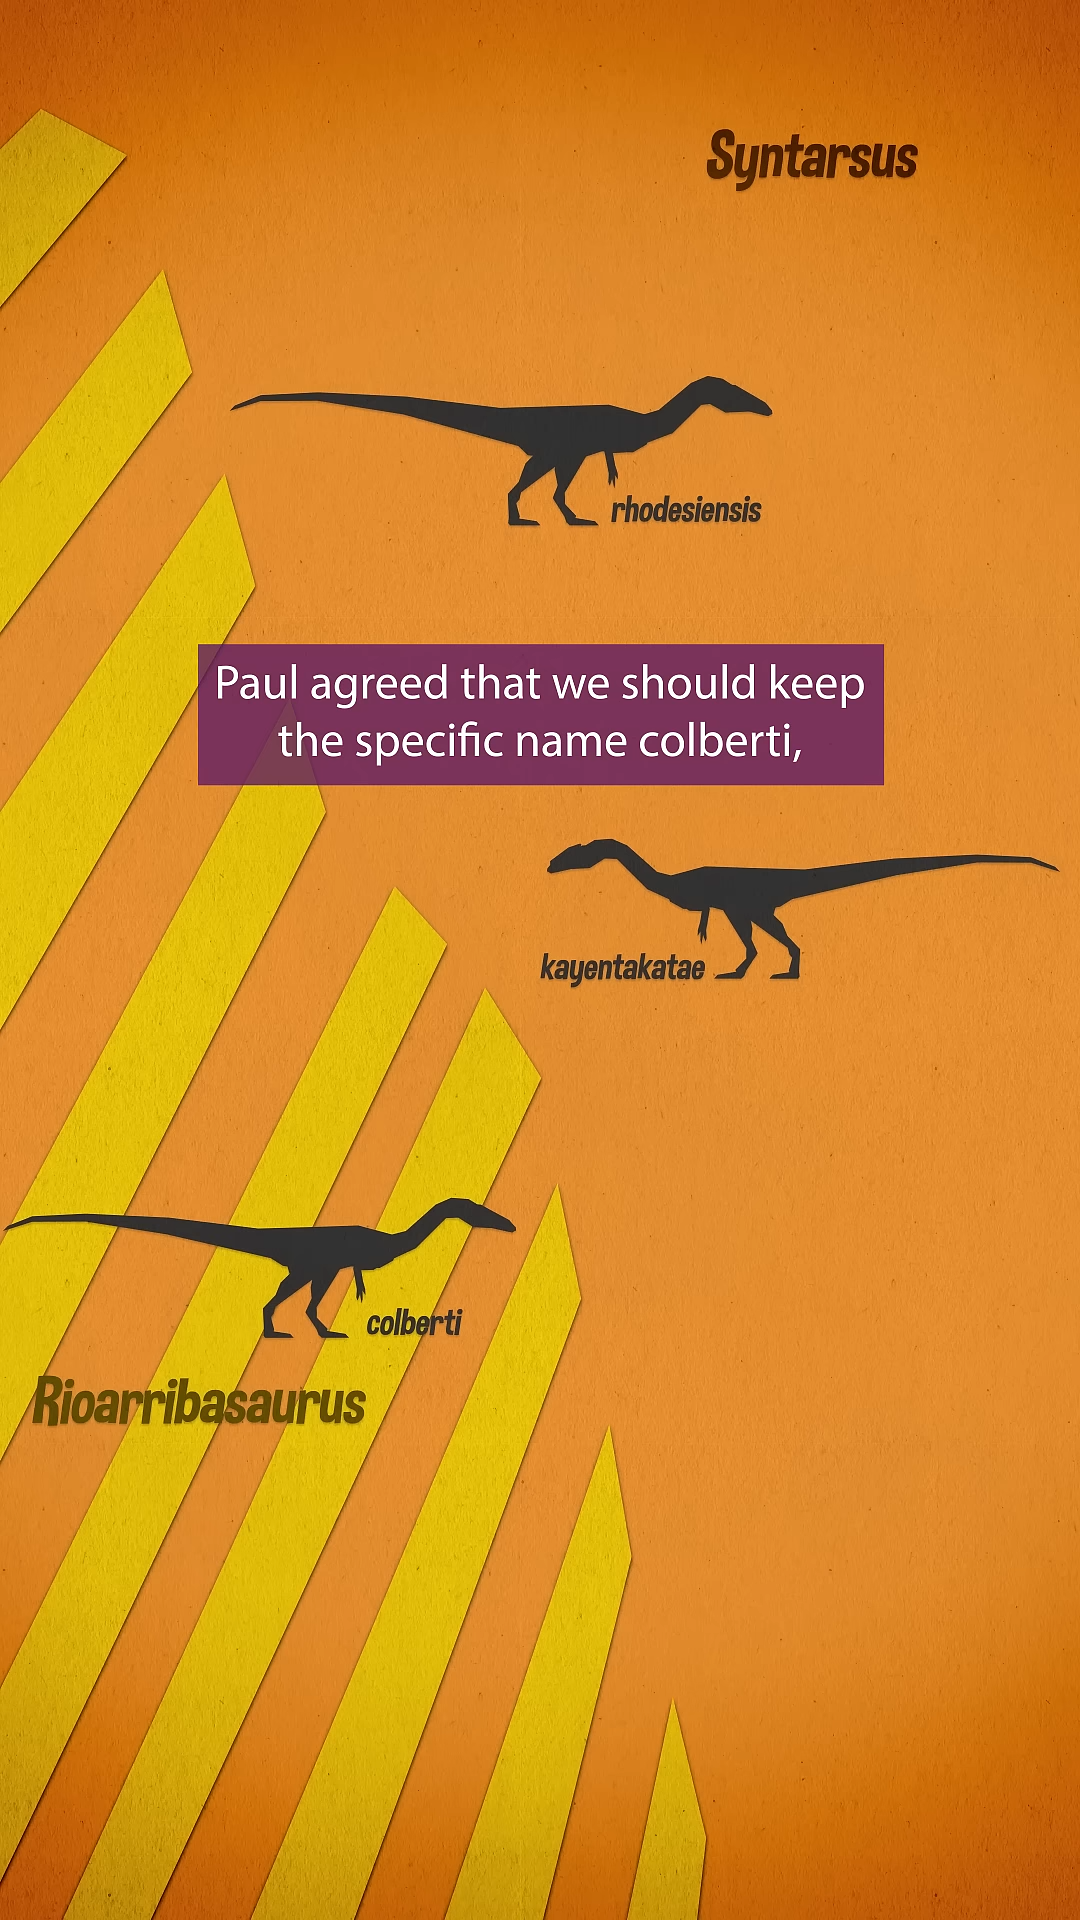 Syntarsus
rhodesiensis
Paul agreed that we should keep
the specific name colberti,
kayentakatae
colberti
Rioarribasaurus